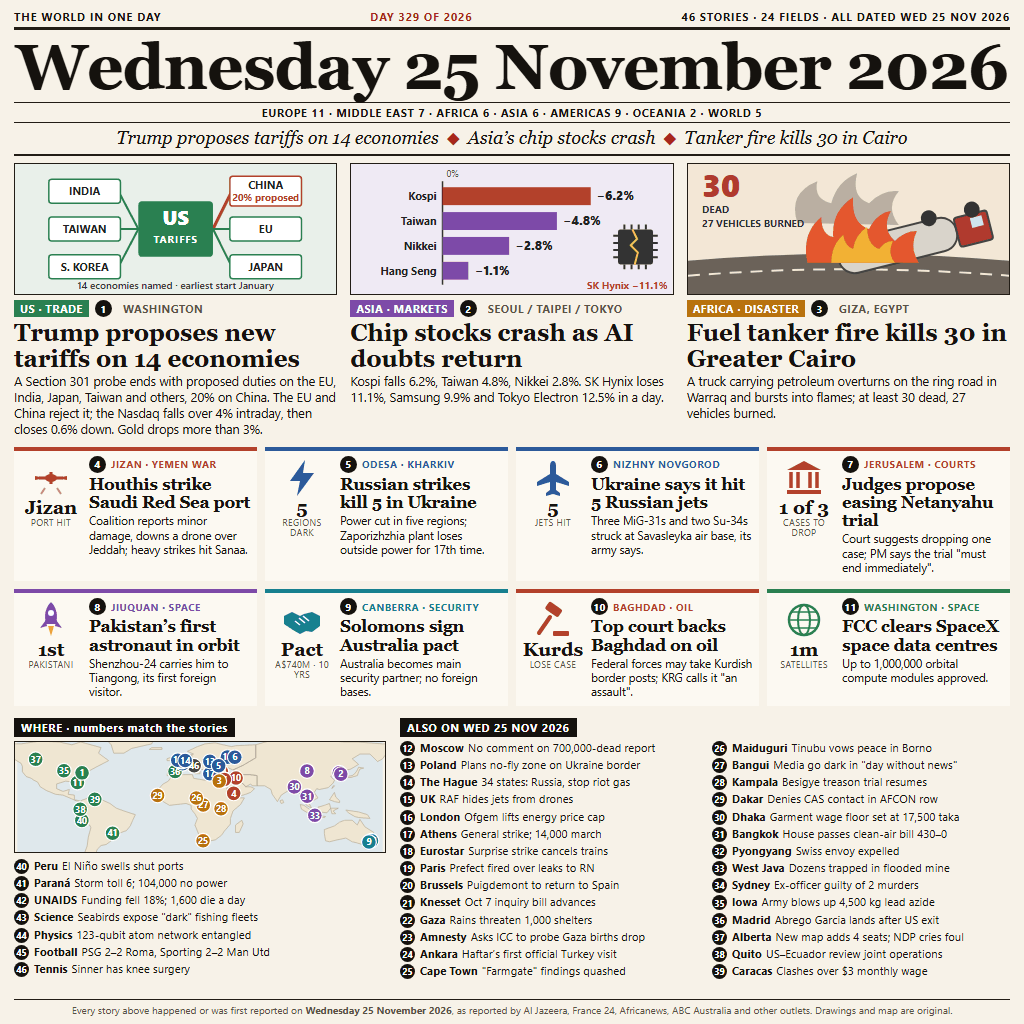 THE WORLD IN ONE DAY
DAY 329 OF 2026
46 STORIES · 24 FIELDS · ALL DATED WED 25 NOV 2026
Wednesday 25 November 2026
EUROPE 11 · MIDDLE EAST 7 · AFRICA 6 · ASIA 6 · AMERICAS 9 · OCEANIA 2 · WORLD 5
Trump proposes tariffs on 14 economies ◆ Asia's chip stocks crash ◆ Tanker fire kills 30 in Cairo
INDIA
TAIWAN
S. KOREA
US
TARIFFS
CHINA
20% proposed
EU
JAPAN
14 economies named · earliest start January
US · TRADE 1 WASHINGTON
Trump proposes new
tariffs on 14 economies
A Section 301 probe ends with proposed duties on the EU,
India, Japan, Taiwan and others, 20% on China. The EU and
China reject it; the Nasdaq falls over 4% intraday, then
closes 0.6% down. Gold drops more than 3%.
0%
Kospi −6.2%
Taiwan −4.8%
Nikkei −2.8%
Hang Seng −1.1%
SK Hynix −11.1%
ASIA · MARKETS 2 SEOUL / TAIPEI / TOKYO
Chip stocks crash as AI
doubts return
Kospi falls 6.2%, Taiwan 4.8%, Nikkei 2.8%. SK Hynix loses
11.1%, Samsung 9.9% and Tokyo Electron 12.5% in a day.
30
DEAD
27 VEHICLES BURNED
AFRICA · DISASTER 3 GIZA, EGYPT
Fuel tanker fire kills 30 in
Greater Cairo
A truck carrying petroleum overturns on the ring road in
Warraq and bursts into flames; at least 30 dead, 27
vehicles burned.
Jizan
PORT HIT
4 JIZAN · YEMEN WAR
Houthis strike
Saudi Red Sea port
Coalition reports minor
damage, downs a drone over
Jeddah; heavy strikes hit Sanaa.
5
REGIONS
DARK
5 ODESA · KHARKIV
Russian strikes
kill 5 in Ukraine
Power cut in five regions;
Zaporizhzhia plant loses
outside power for 17th time.
5
JETS HIT
6 NIZHNY NOVGOROD
Ukraine says it hit
5 Russian jets
Three MiG-31s and two Su-34s
struck at Savasleyka air base, its
army says.
1 of 3
CASES TO
DROP
7 JERUSALEM · COURTS
Judges propose
easing Netanyahu
trial
Court suggests dropping one
case; PM says the trial "must
end immediately".
1st
PAKISTANI
8 JIUQUAN · SPACE
Pakistan's first
astronaut in orbit
Shenzhou-24 carries him to
Tiangong, its first foreign
visitor.
Pact
A$740M · 10
YRS
9 CANBERRA · SECURITY
Solomons sign
Australia pact
Australia becomes main
security partner; no foreign
bases.
Kurds
LOSE CASE
10 BAGHDAD · OIL
Top court backs
Baghdad on oil
Federal forces may take Kurdish
border posts; KRG calls it "an
assault".
1m
SATELLITES
11 WASHINGTON · SPACE
FCC clears SpaceX
space data centres
Up to 1,000,000 orbital
compute modules approved.
WHERE · numbers match the stories
37
35
1
11
39
38
40
41
29
14
5
6
3
10
4
26
27
28
25
8
2
30
31
33
9
40 Peru El Niño swells shut ports
41 Paraná Storm toll 6; 104,000 no power
42 UNAIDS Funding fell 18%; 1,600 die a day
43 Science Seabirds expose "dark" fishing fleets
44 Physics 123-qubit atom network entangled
45 Football PSG 2–2 Roma, Sporting 2–2 Man Utd
46 Tennis Sinner has knee surgery
ALSO ON WED 25 NOV 2026
12 Moscow No comment on 700,000-dead report
13 Poland Plans no-fly zone on Ukraine border
14 The Hague 34 states: Russia, stop riot gas
15 UK RAF hides jets from drones
16 London Ofgem lifts energy price cap
17 Athens General strike; 14,000 march
18 Eurostar Surprise strike cancels trains
19 Paris Prefect fired over leaks to RN
20 Brussels Puigdemont to return to Spain
21 Knesset Oct 7 inquiry bill advances
22 Gaza Rains threaten 1,000 shelters
23 Amnesty Asks ICC to probe Gaza births drop
24 Ankara Haftar's first official Turkey visit
25 Cape Town "Farmgate" findings quashed
26 Maiduguri Tinubu vows peace in Borno
27 Bangui Media go dark in "day without news"
28 Kampala Besigye treason trial resumes
29 Dakar Denies CAS contact in AFCON row
30 Dhaka Garment wage floor set at 17,500 taka
31 Bangkok House passes clean-air bill 430–0
32 Pyongyang Swiss envoy expelled
33 West Java Dozens trapped in flooded mine
34 Sydney Ex-officer guilty of 2 murders
35 Iowa Army blows up 4,500 kg lead azide
36 Madrid Abrego Garcia lands after US exit
37 Alberta New map adds 4 seats; NDP cries foul
38 Quito US–Ecuador review joint operations
39 Caracas Clashes over $3 monthly wage
Every story above happened or was first reported on Wednesday 25 November 2026, as reported by Al Jazeera, France 24, Africanews, ABC Australia and other outlets. Drawings and map are original.